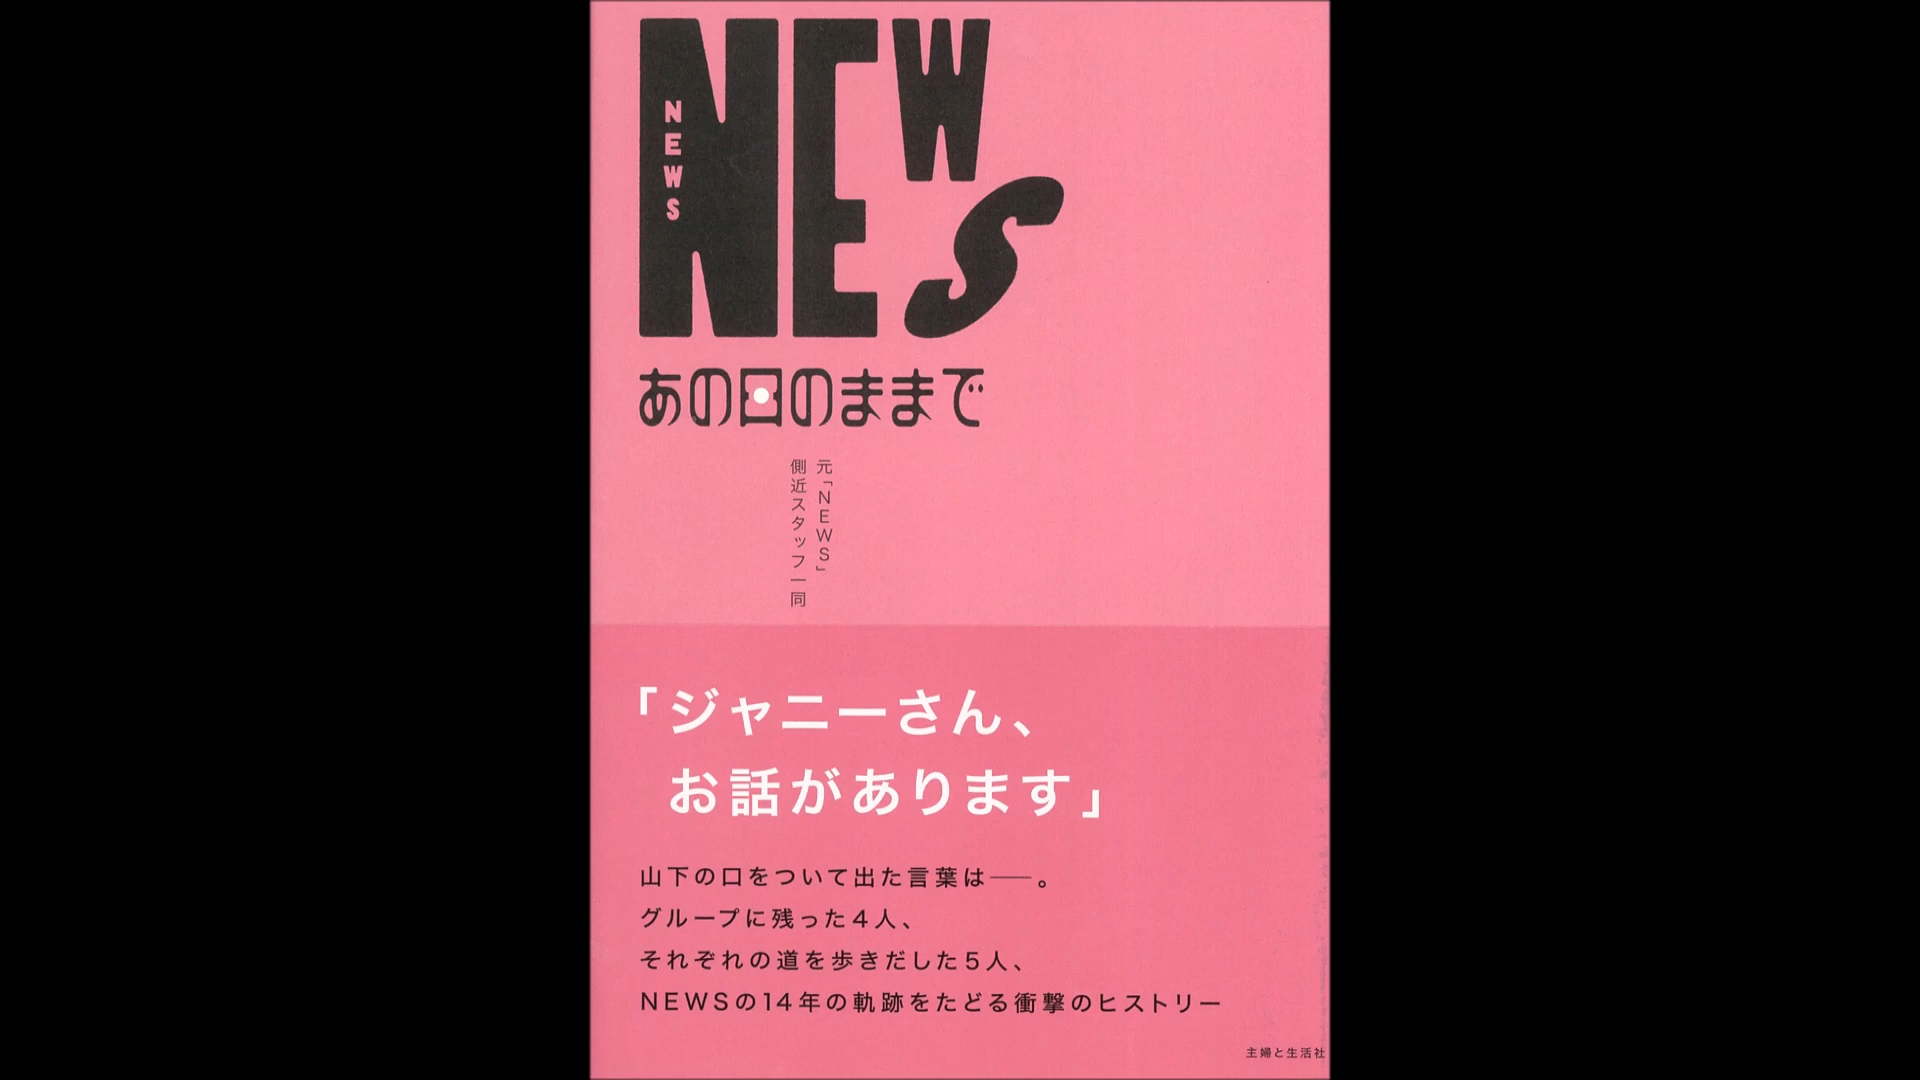 NEWS
NEWS
あの日のままで
元「NEWS」
側近スタッフ一同
「ジャニーさん、
お話があります」
山下の口をついて出た言葉は──。
グループに残った4人、
それぞれの道を歩きだした5人、
NEWSの14年の軌跡をたどる衝撃のヒストリー
主婦と生活社